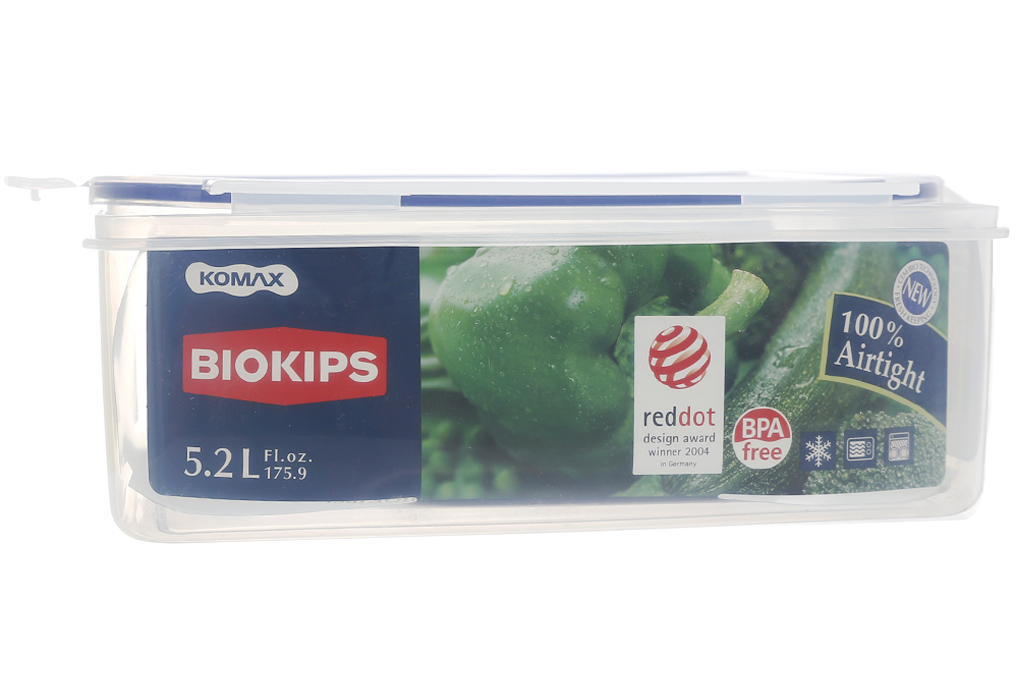 KOMAX
BIOKIPS
5.2 L Fl.oz.
175.9
reddot
design award
winner 2004
in Germany
BPA
free
NEW
100%
Airtight